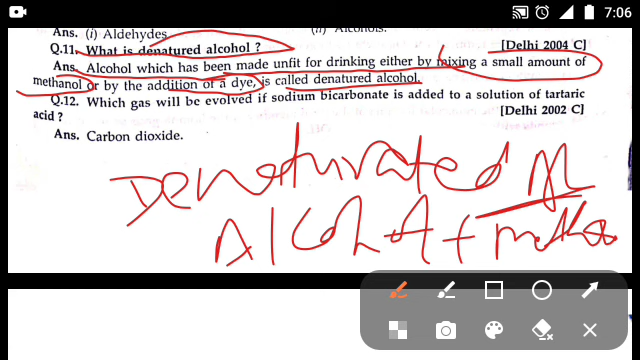 7:06
Ans. (i) Aldehydes (ii) Alcohols.
Q.11. What is denatured alcohol ? [Delhi 2004 C]
Ans. Alcohol which has been made unfit for drinking either by mixing a small amount of
methanol or by the addition of a dye, is called denatured alcohol.
Q.12. Which gas will be evolved if sodium bicarbonate is added to a solution of tartaric
acid ? [Delhi 2002 C]
Ans. Carbon dioxide.
Denaturated Al
Alcohol +